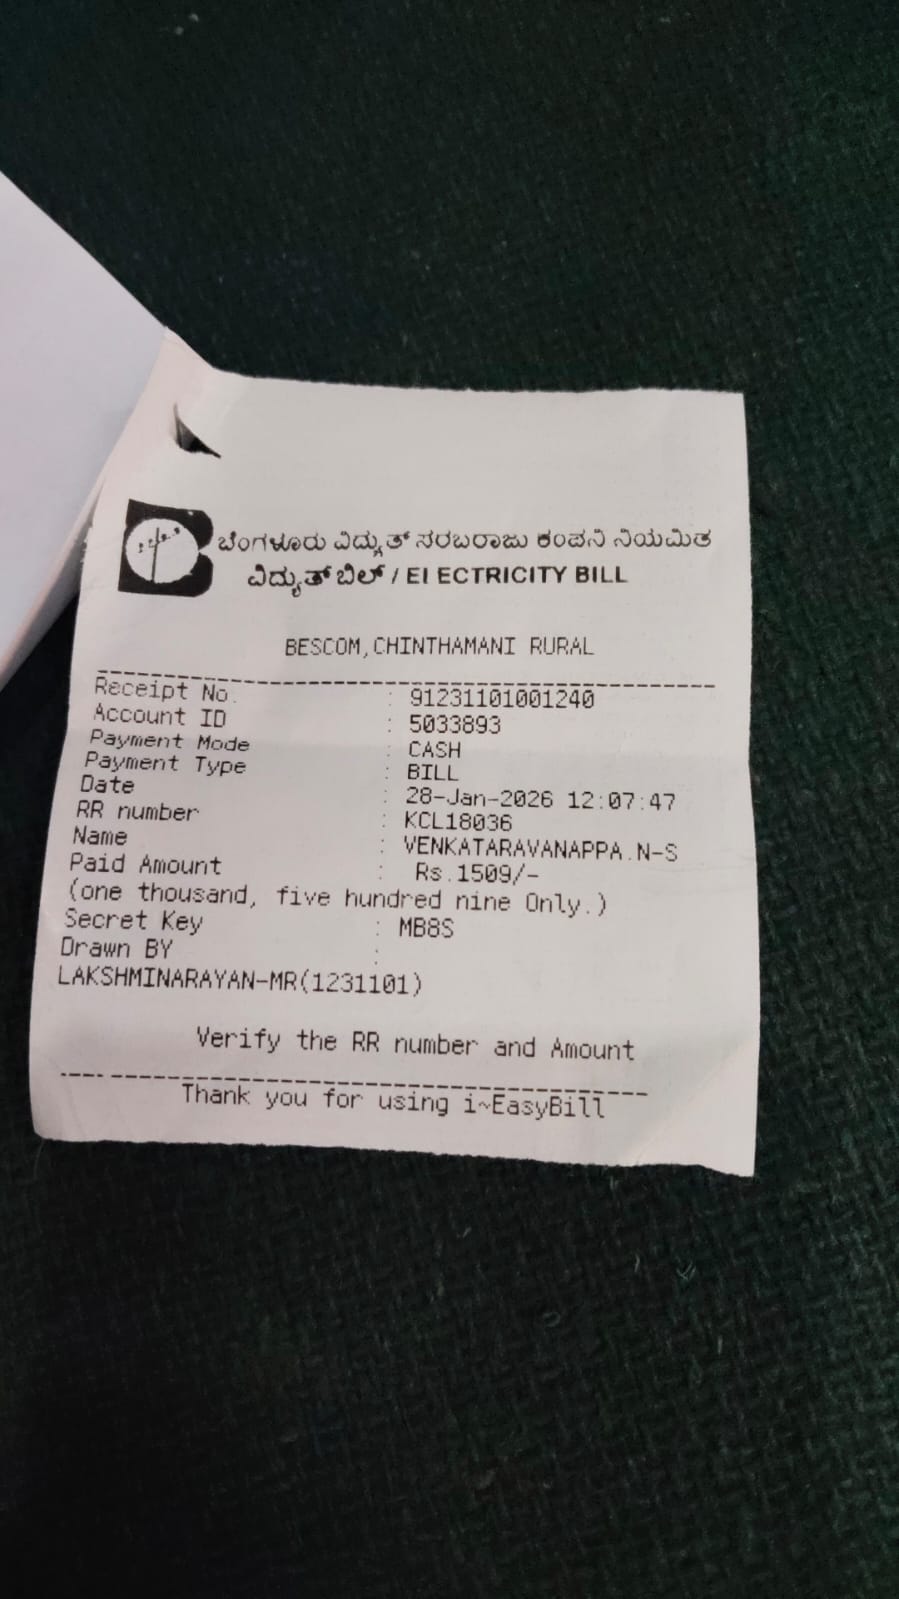 ಬೆಂಗಳೂರು ವಿದ್ಯುತ್ ಸರಬರಾಜು ಕಂಪನಿ ನಿಯಮಿತ
ವಿದ್ಯುತ್ ಬಿಲ್ / ELECTRICITY BILL
BESCOM,CHINTHAMANI RURAL
Receipt No. : 91231101001240
Account ID : 5033893
Payment Mode : CASH
Payment Type : BILL
Date : 28-Jan-2026 12:07:47
RR number : KCL18036
Name : VENKATARAVANAPPA.N-S
Paid Amount : Rs.1509/-
(one thousand, five hundred nine Only.)
Secret Key : MB8S
Drawn BY :
LAKSHMINARAYAN-MR(1231101)
Verify the RR number and Amount
Thank you for using i~EasyBill